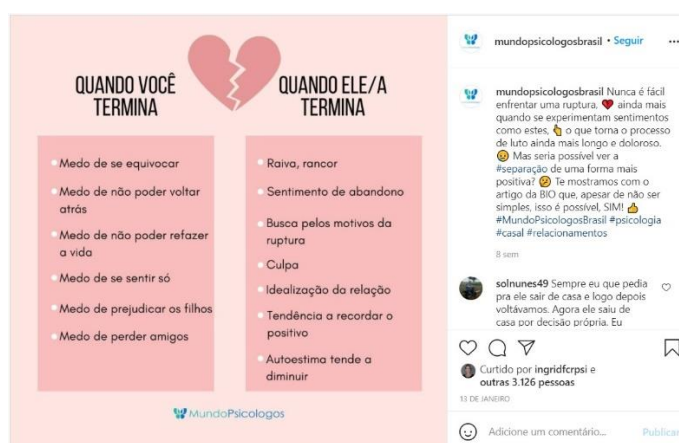 QUANDO VOCÊ
TERMINA
Medo de se equivocar
Medo de não poder voltar
atrás
Medo de não poder refazer
a vida
Medo de se sentir só
Medo de prejudicar os filhos
Medo de perder amigos
QUANDO ELE/A
TERMINA
Raiva, rancor
Sentimento de abandono
Busca pelos motivos da
ruptura
Culpa
Idealização da relação
Tendência a recordar o
positivo
Autoestima tende a
diminuir
MundoPsicologos
mundopsicologosbrasil • Seguir
mundopsicologosbrasil Nunca é fácil
enfrentar uma ruptura, ainda mais
quando se experimentam sentimentos
como estes, o que torna o processo
de luto ainda mais longo e doloroso.
Mas seria possível ver a
#separação de uma forma mais
positiva? Te mostramos com o
artigo da BIO que, apesar de não ser
simples, isso é possível, SIM!
#MundoPsicologosBrasil #psicologia
#casal #relacionamentos
8 sem
solnunes49 Sempre eu que pedia
pra ele sair de casa e logo depois
voltávamos. Agora ele saiu de
casa por decisão própria. Eu
Curtido por ingridfcrpsi e
outras 3.126 pessoas
13 DE JANEIRO
Adicione um comentário... Publicar